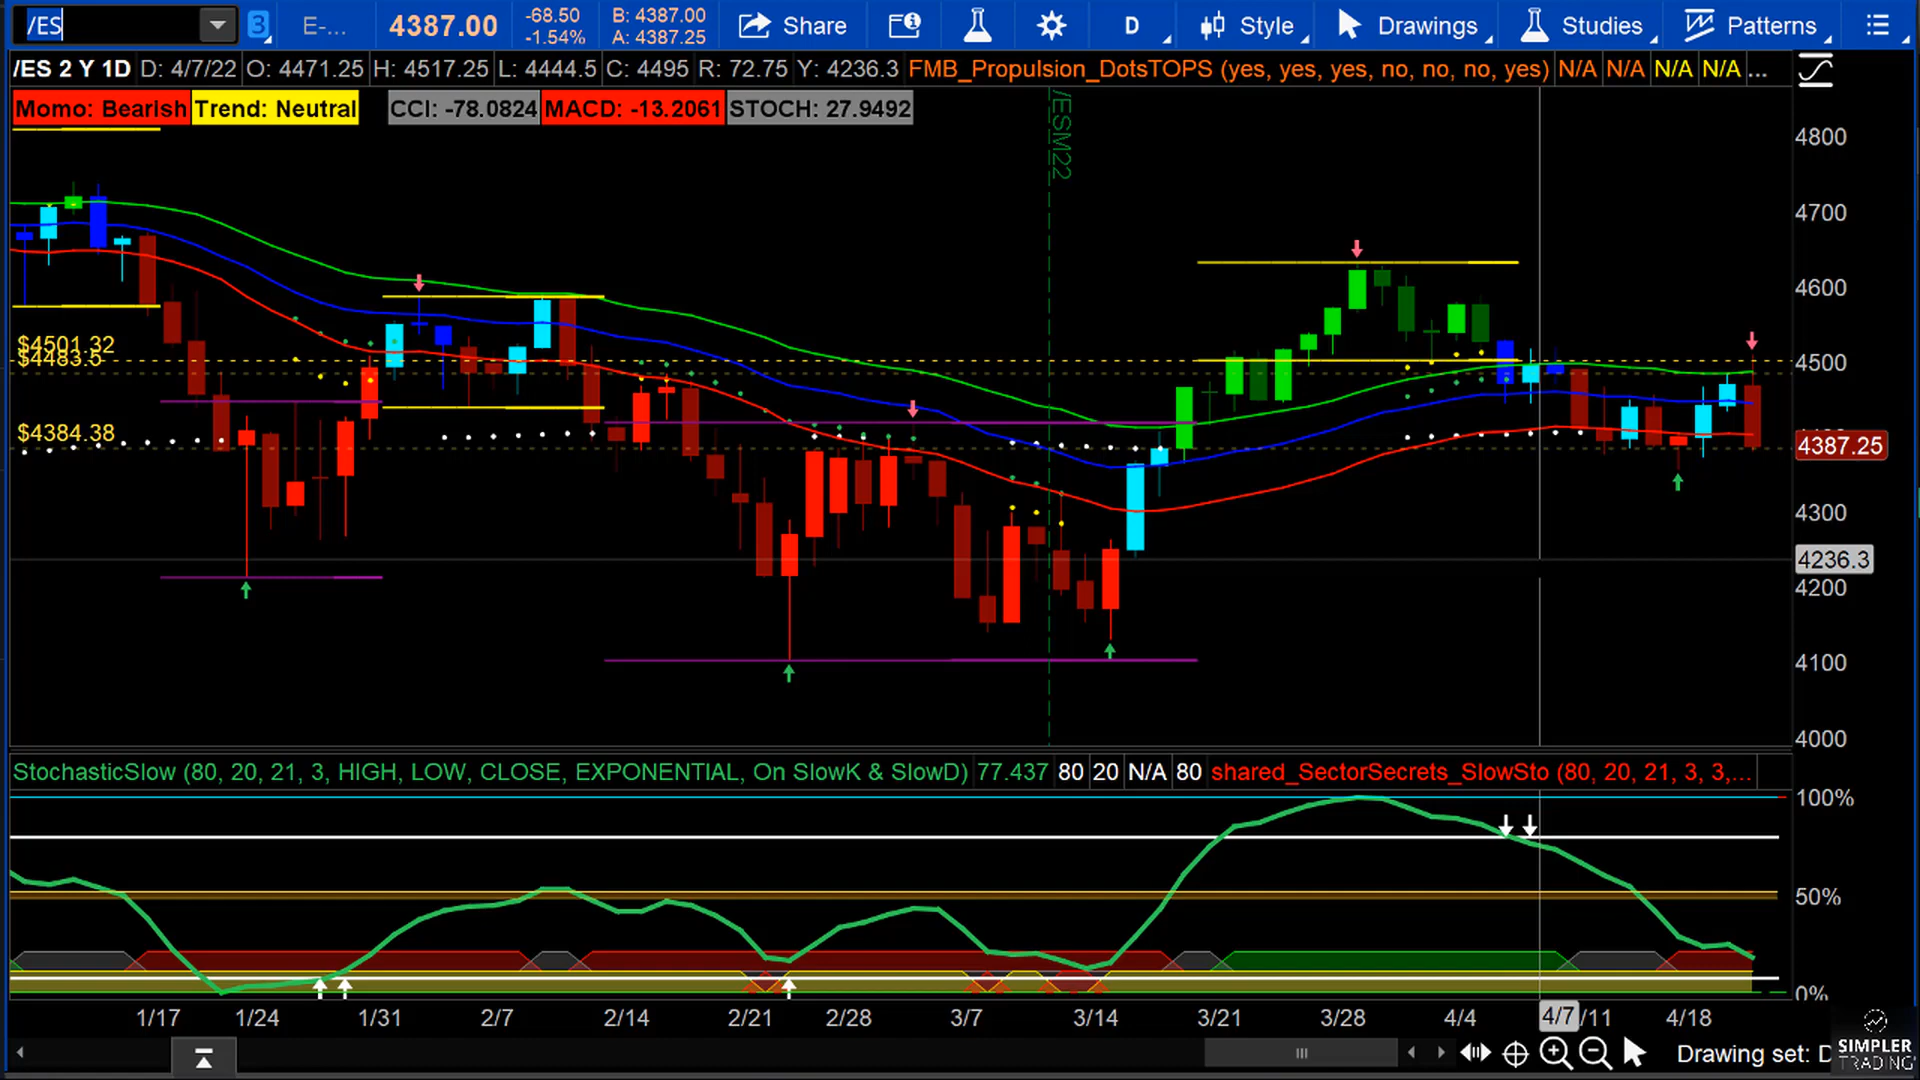 /ES 3 E-... 4387.00 -68.50 B: 4387.00 Share D Style Drawings Studies Patterns
-1.54% A: 4387.25
/ES 2 Y 1D D: 4/7/22 O: 4471.25 H: 4517.25 L: 4444.5 C: 4495 R: 72.75 Y: 4236.3 FMB_Propulsion_DotsTOPS (yes, yes, yes, no, no, no, yes) N/A N/A N/A N/A ...
Momo: Bearish Trend: Neutral CCI: -78.0824 MACD: -13.2061 STOCH: 27.9492
/ESM22
4800
4700
4600
$4501.32
$4483.5
4500
$4384.38
4387.25
4300
4236.3
4200
4100
4000
StochasticSlow (80, 20, 21, 3, HIGH, LOW, CLOSE, EXPONENTIAL, On SlowK & SlowD) 77.437 80 20 N/A 80 shared_SectorSecrets_SlowSto (80, 20, 21, 3, 3,...
100%
50%
0%
1/17 1/24 1/31 2/7 2/14 2/21 2/28 3/7 3/14 3/21 3/28 4/4 4/7 /11 4/18
Drawing set: D
SIMPLER
TRADING